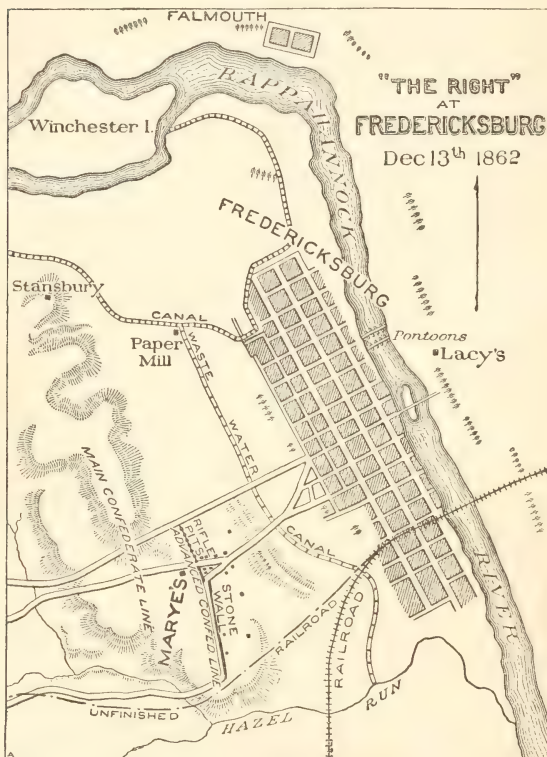 FALMOUTH
RAPPAHANNOCK
"THE RIGHT"
AT
FREDERICKSBURG
Dec 13th 1862
Winchester I.
FREDERICKSBURG
Stansbury
CANAL
Paper
Mill
WASTE
WATER
Pontoons
Lacy's
MAIN CONFEDERATE LINE
RIFLE
PITS
ADVANCED CONFED LINE
MARYE'S
STONE
WALL
CANAL
RAILROAD
RAILROAD
RIVER
UNFINISHED
HAZEL
RUN
A